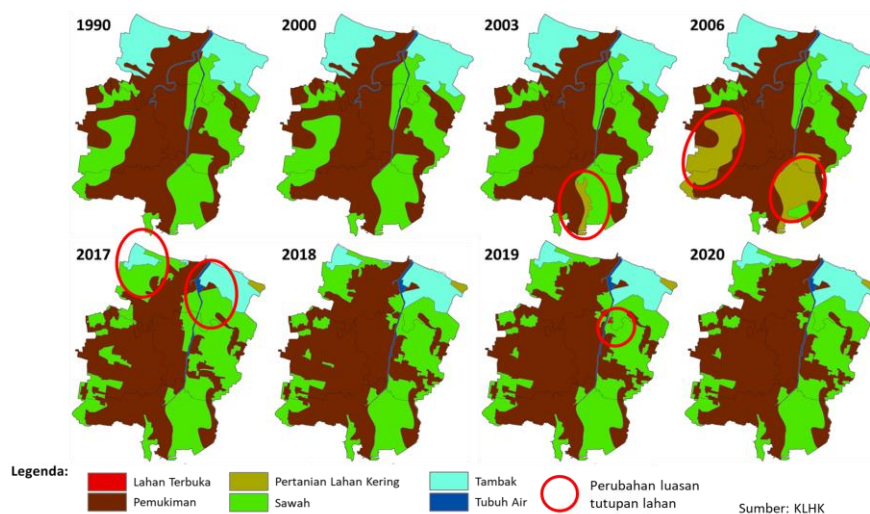 1990
2000
2003
2006
2017
2018
2019
2020
Legenda:
Lahan Terbuka
Pertanian Lahan Kering
Tambak
Perubahan luasan
tutupan lahan
Pemukiman
Sawah
Tubuh Air
Sumber: KLHK